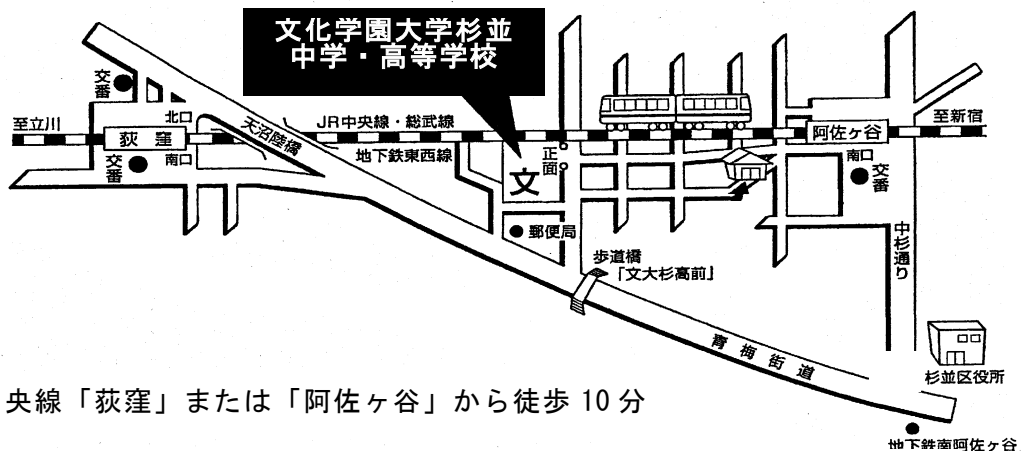 文化学園大学杉並
中学・高等学校
交番
北口
至立川
荻窪
天沼陸橋
JR中央線・総武線
阿佐ヶ谷
至新宿
交番
南口
地下鉄東西線
正面
文
南口
交番
郵便局
中杉通り
歩道橋
「文大杉高前」
青梅街道
杉並区役所
央線「荻窪」または「阿佐ヶ谷」から徒歩10分
地下鉄南阿佐ヶ谷